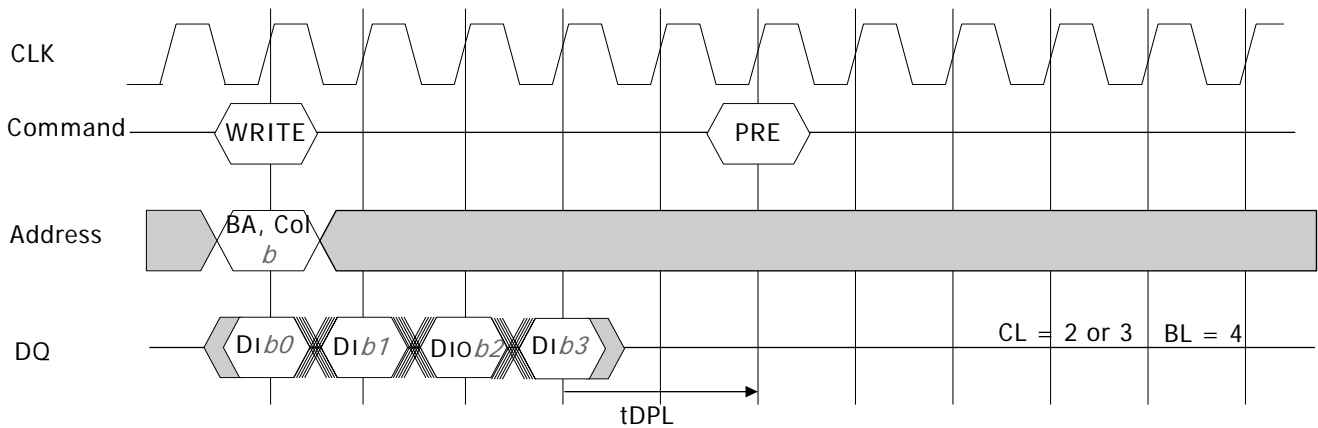 CLK
Command
WRITE
PRE
Address
BA, Col
b
DQ
DIb0
DIb1
DIOb2
DIb3
CL = 2 or 3 BL = 4
tDPL